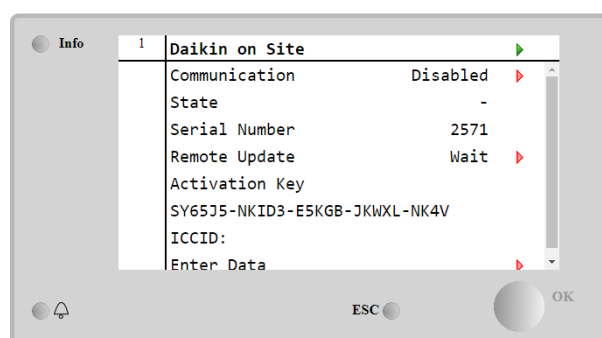 Info
1 Daikin on Site
Communication Disabled
State -
Serial Number 2571
Remote Update Wait
Activation Key
SY65J5-NKID3-E5KGB-JKWXL-NK4V
ICCID:
Enter Data
ESC
OK